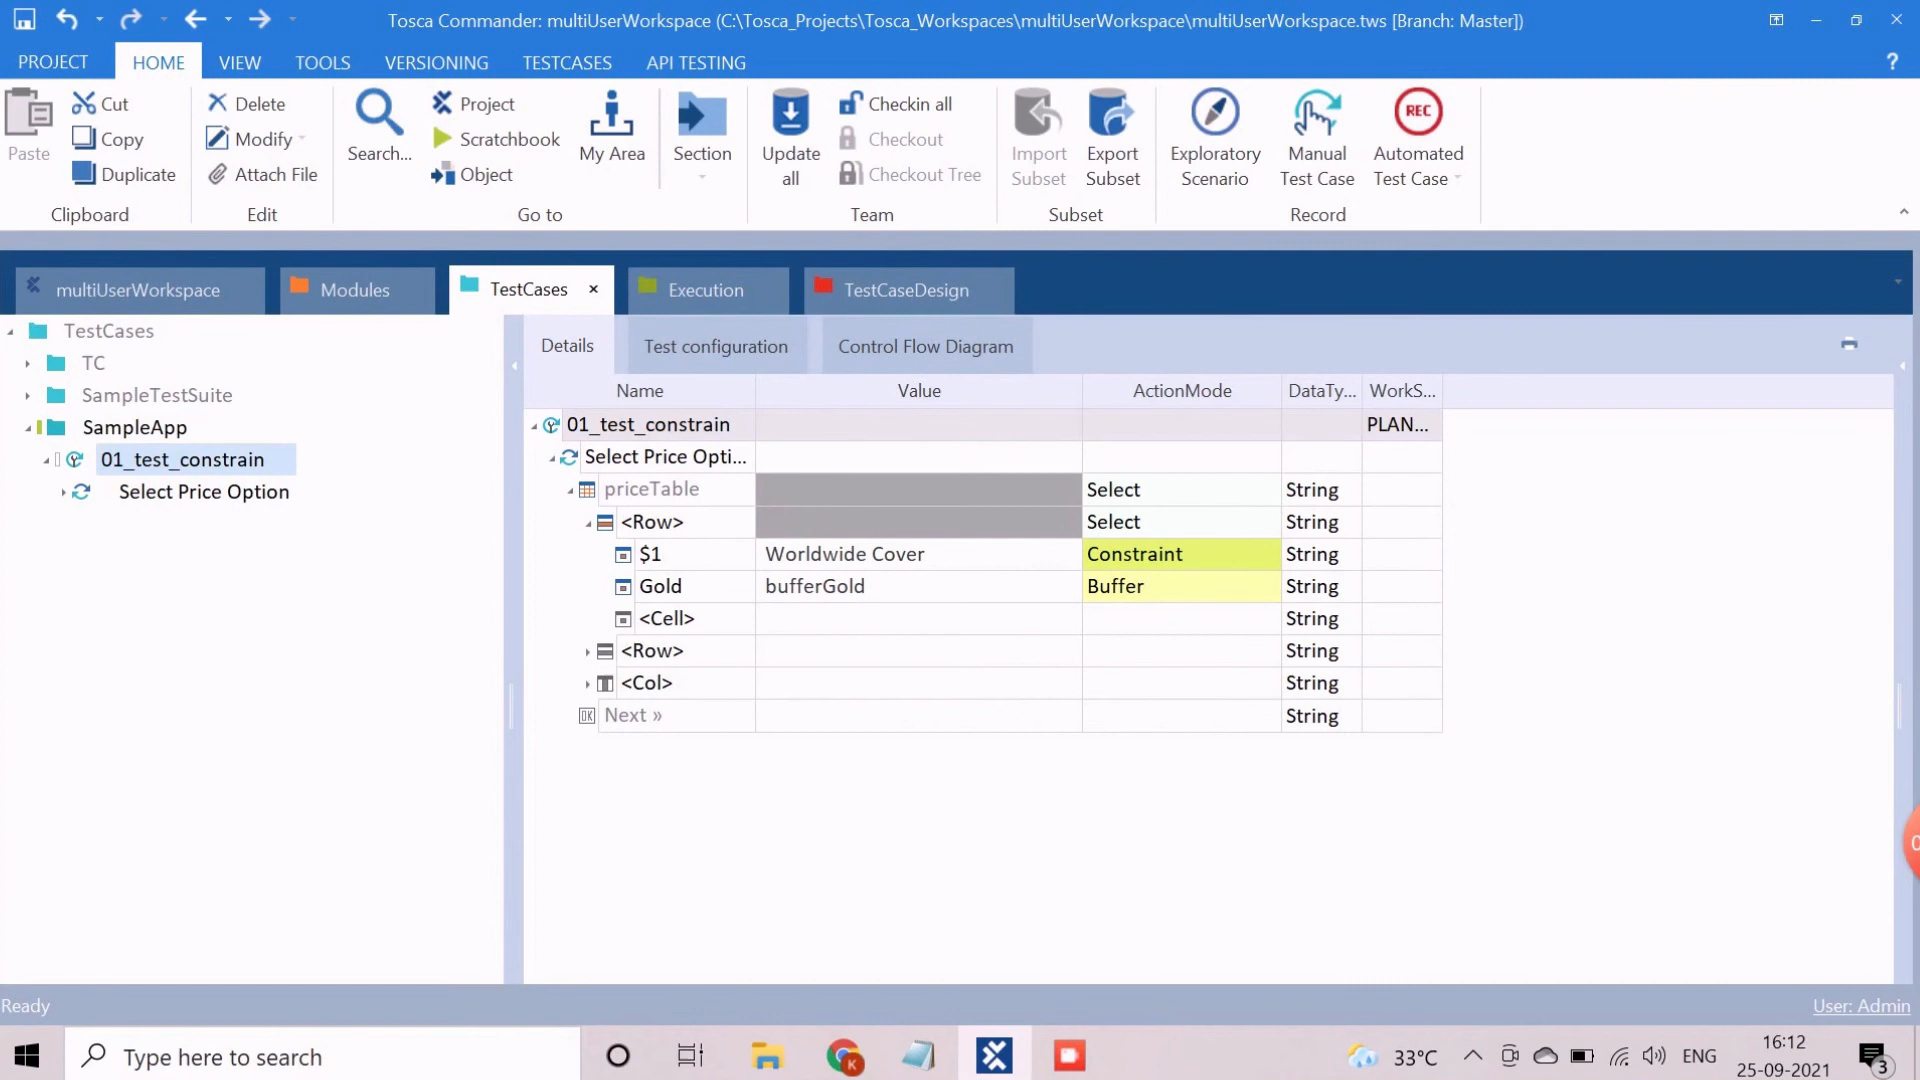 Tosca Commander: multiUserWorkspace (C:\Tosca_Projects\Tosca_Workspaces\multiUserWorkspace\multiUserWorkspace.tws [Branch: Master])
PROJECT HOME VIEW TOOLS VERSIONING TESTCASES API TESTING ?
Paste
Cut
Copy
Duplicate
Clipboard
Delete
Modify
Attach File
Edit
Search...
Project
Scratchbook
Object
My Area
Section
Go to
Update all
Checkin all
Checkout
Checkout Tree
Team
Import Subset
Export Subset
Subset
Exploratory Scenario
Manual Test Case
REC
Automated Test Case
Record
multiUserWorkspace Modules TestCases × Execution TestCaseDesign
TestCases
TC
SampleTestSuite
SampleApp
01_test_constrain
Select Price Option
Details Test configuration Control Flow Diagram
Name Value ActionMode DataTy... WorkS...
01_test_constrain PLAN...
Select Price Opti...
priceTable Select String
<Row> Select String
$1 Worldwide Cover Constraint String
Gold bufferGold Buffer String
<Cell> String
<Row> String
<Col> String
OK Next » String
Ready User: Admin
Type here to search
K
33°C
ENG
16:12
25-09-2021
3